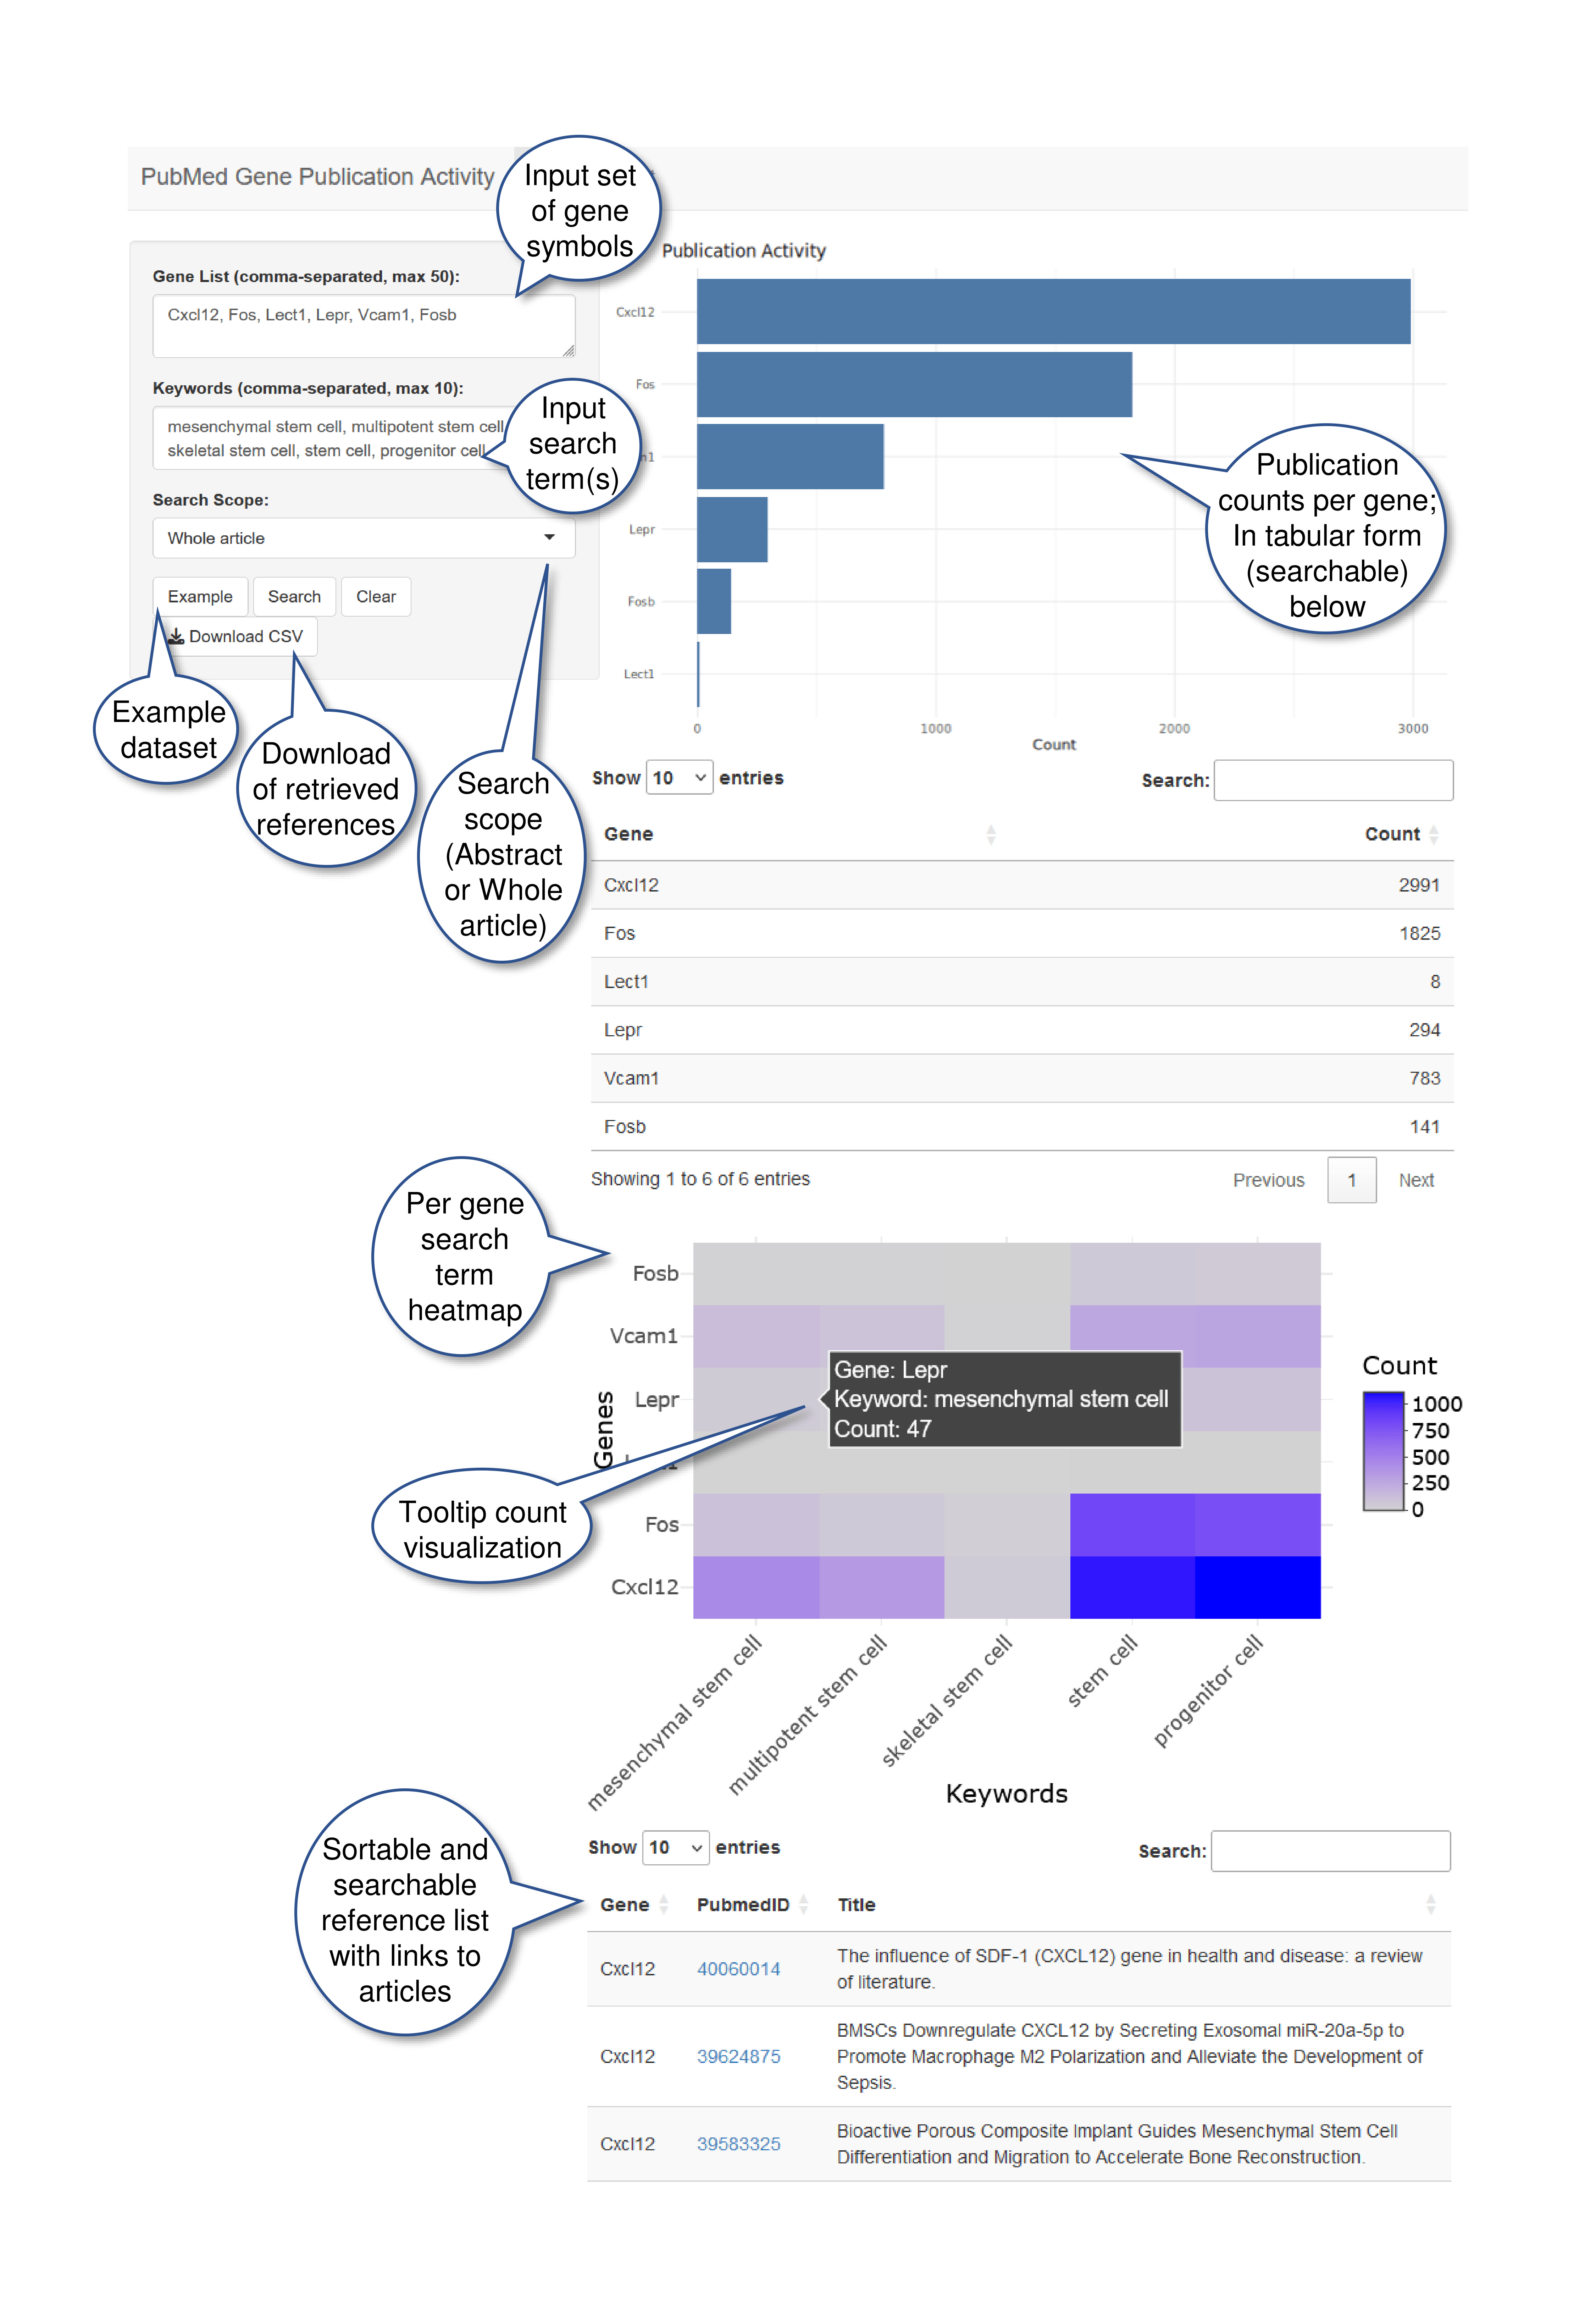 PubMed Gene Publication Activity
Input set
of gene
symbols
Gene List (comma-separated, max 50):
Cxcl12, Fos, Lect1, Lepr, Vcam1, Fosb
Keywords (comma-separated, max 10):
mesenchymal stem cell, multipotent stem cell
skeletal stem cell, stem cell, progenitor cell
Input
search
term(s)
Search Scope:
Whole article
Example
Search
Clear
Download CSV
Example
dataset
Download
of retrieved
references
Search
scope
(Abstract
or Whole
article)
Publication Activity
Cxcl12
Fos
Lepr
Fosb
Lect1
0
1000
2000
3000
Count
Publication
counts per gene;
In tabular form
(searchable)
below
Show 10 entries
Search:
Gene Count
Cxcl12 2991
Fos 1825
Lect1 8
Lepr 294
Vcam1 783
Fosb 141
Showing 1 to 6 of 6 entries
Previous 1 Next
Per gene
search
term
heatmap
Fosb
Vcam1
Lepr
Fos
Cxcl12
Genes
Gene: Lepr
Keyword: mesenchymal stem cell
Count: 47
Tooltip count
visualization
Count
1000
750
500
250
0
mesenchymal stem cell
multipotent stem cell
skeletal stem cell
stem cell
progenitor cell
Keywords
Sortable and
searchable
reference list
with links to
articles
Show 10 entries
Search:
Gene PubmedID Title
Cxcl12 40060014 The influence of SDF-1 (CXCL12) gene in health and disease: a review
of literature.
Cxcl12 39624875 BMSCs Downregulate CXCL12 by Secreting Exosomal miR-20a-5p to
Promote Macrophage M2 Polarization and Alleviate the Development of
Sepsis.
Cxcl12 39583325 Bioactive Porous Composite Implant Guides Mesenchymal Stem Cell
Differentiation and Migration to Accelerate Bone Reconstruction.